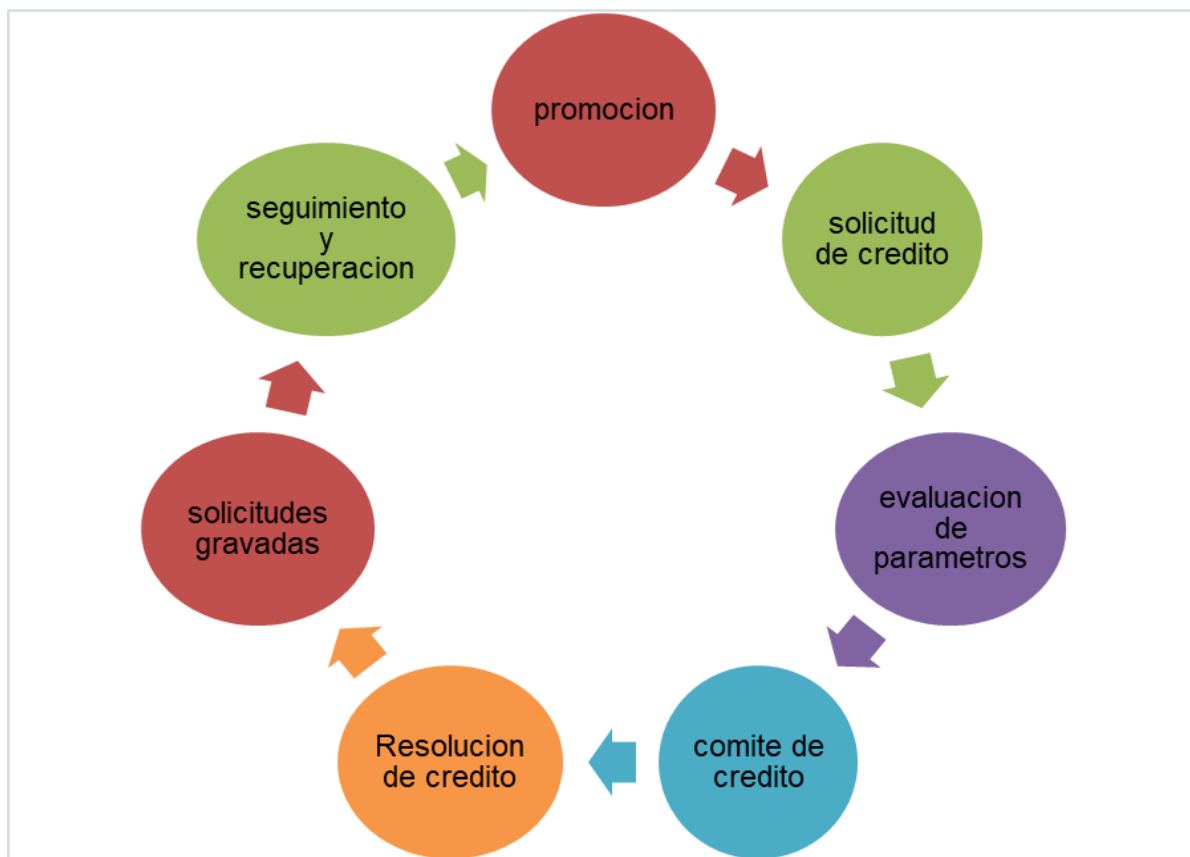 promocion
solicitud
de credito
evaluacion
de
parametros
comite de
credito
Resolucion
de credito
solicitudes
gravadas
seguimiento
y
recuperacion